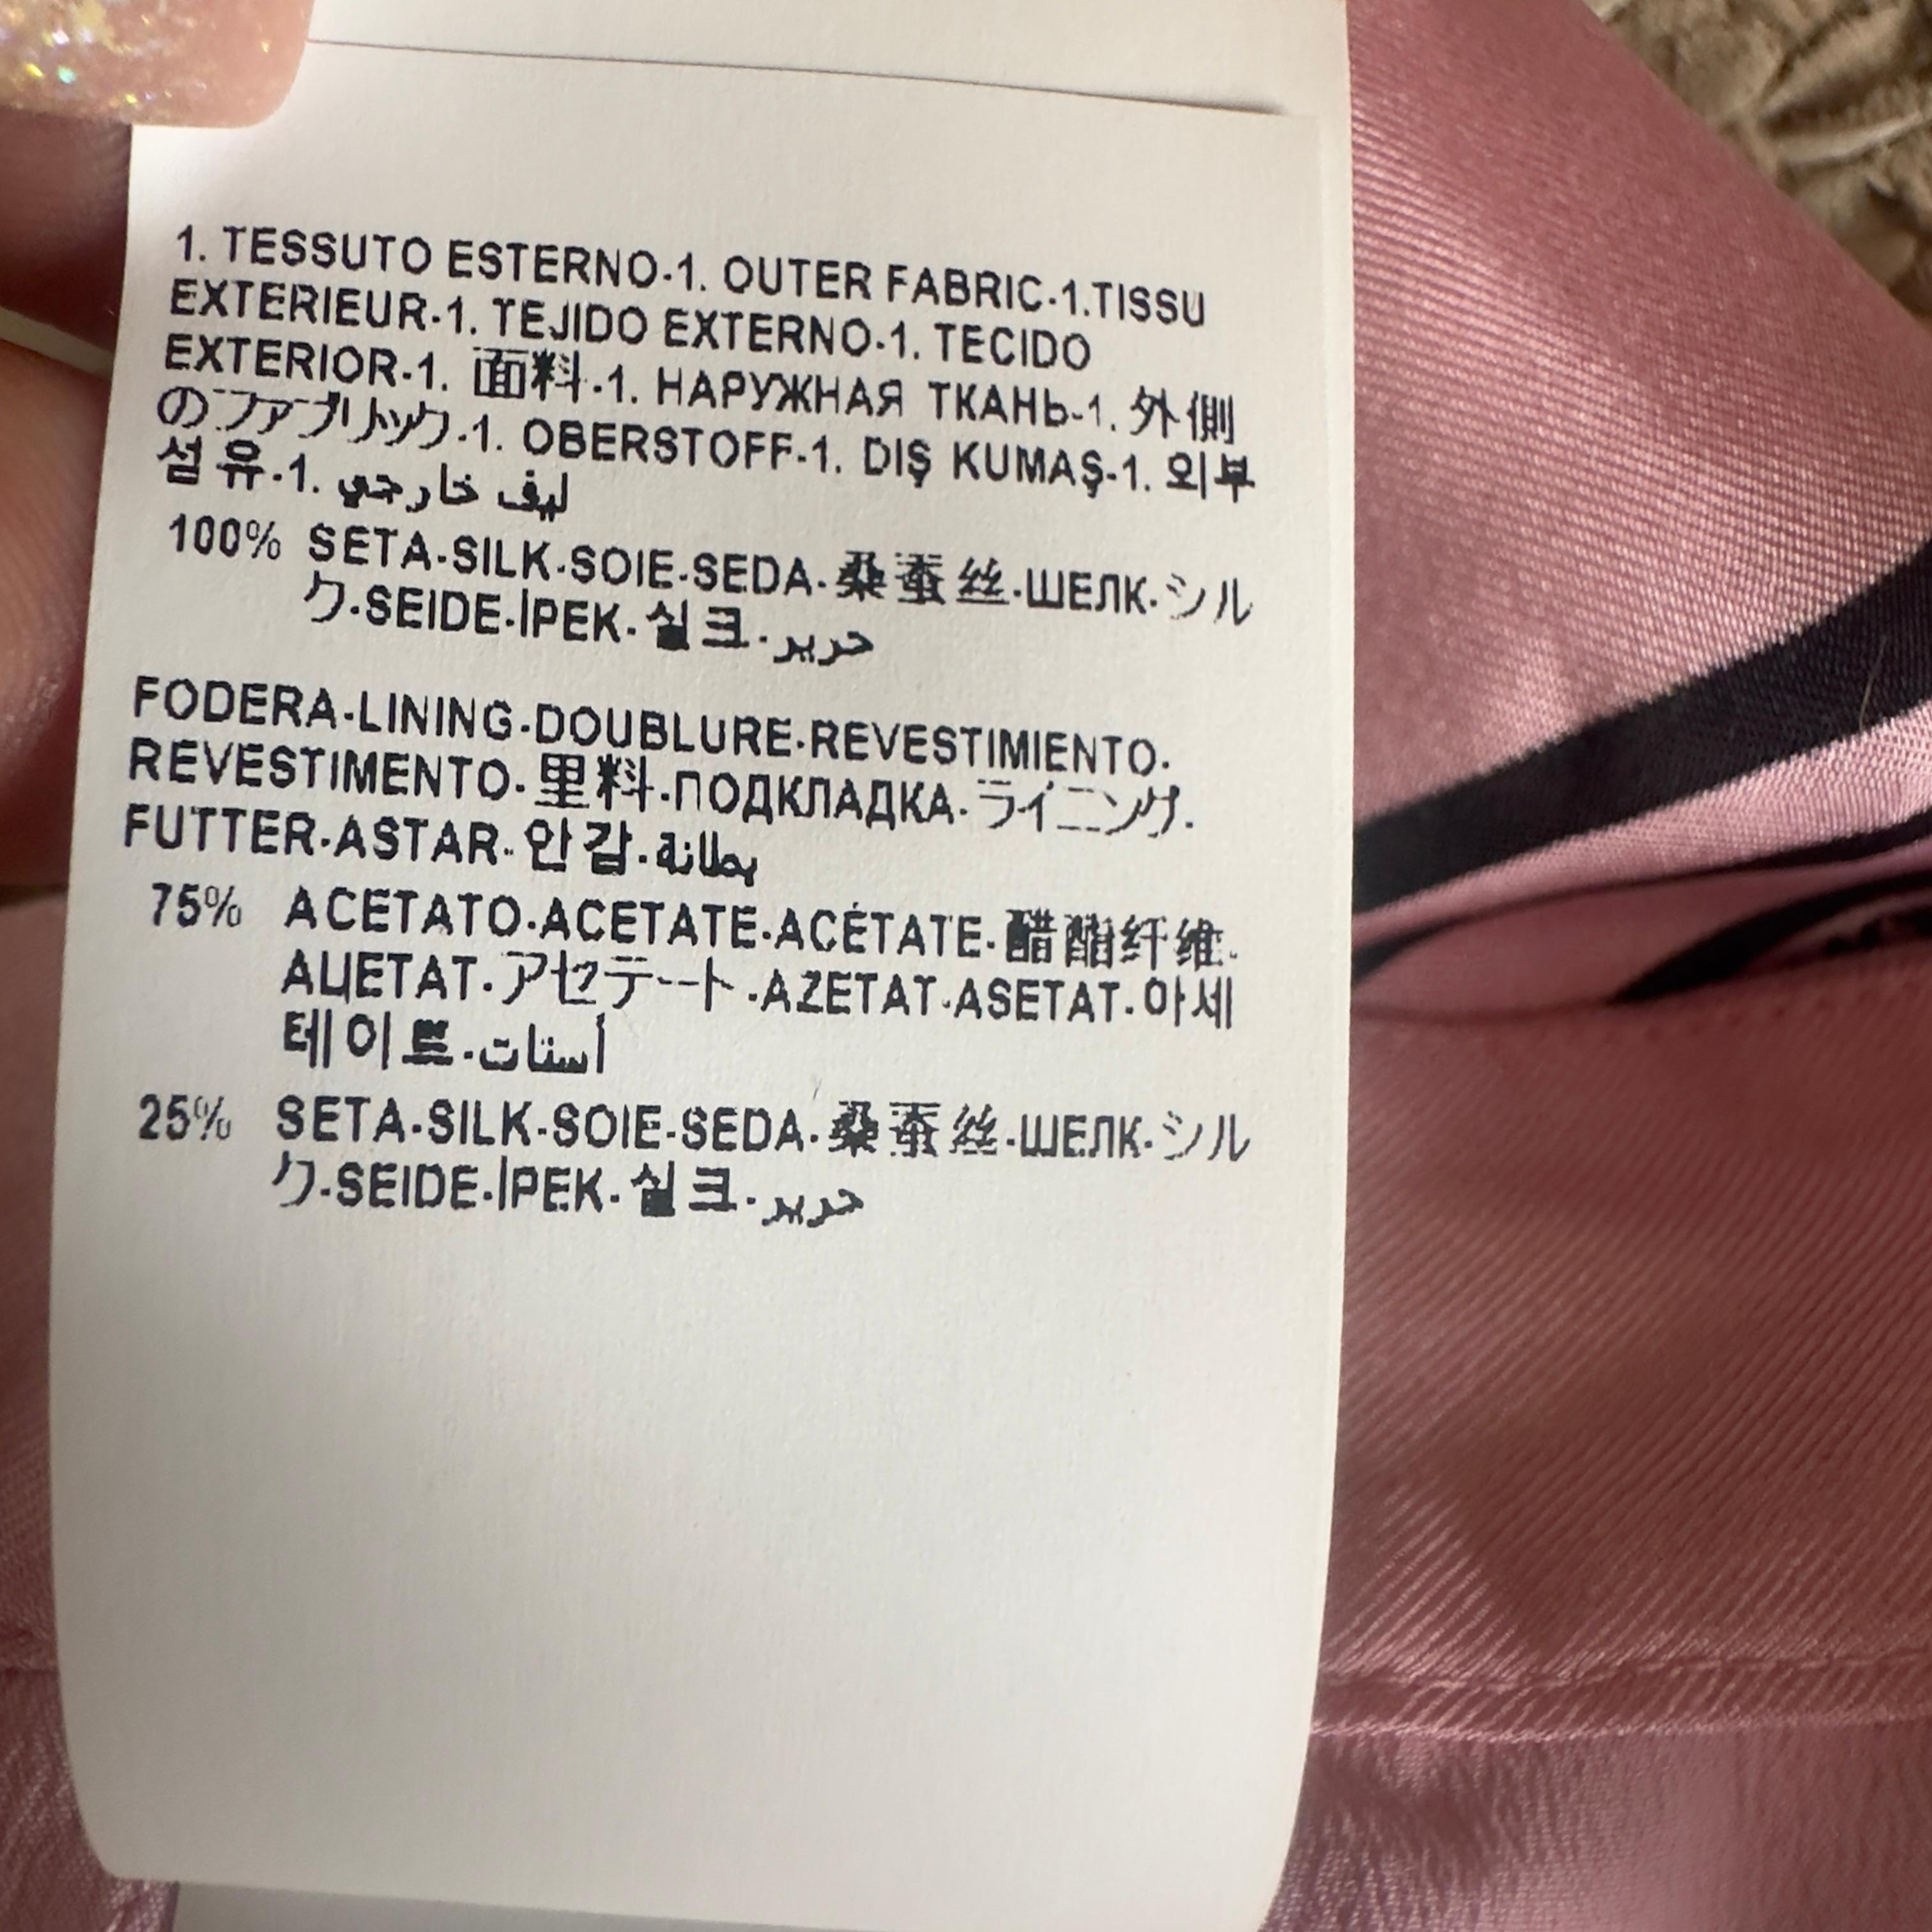 1. TESSUTO ESTERNO-1. OUTER FABRIC-1.TISSU
EXTERIEUR-1. TEJIDO EXTERNO-1. TECIDO
EXTERIOR-1. 面料-1. НАРУЖНАЯ ТКАНЬ-1. 外側
のファブリック-1. OBERSTOFF-1. DIŞ KUMAŞ-1. 외부
섬유-1. ليف خارجي
100% SETA-SILK-SOIE-SEDA-桑蚕丝-ШЕЛК-シル
ク-SEIDE-İPEK-실크-حرير
FODERA-LINING-DOUBLURE-REVESTIMIENTO-
REVESTIMENTO-里料-ПОДКЛАДКА-ライニング-
FUTTER-ASTAR-안감-بطانة
75% ACETATO-ACETATE-ACÉTATE-醋酯纤维-
АЦЕТАТ-アセテート-AZETAT-ASETAT-아세
테이트-أستات
25% SETA-SILK-SOIE-SEDA-桑蚕丝-ШЕЛК-シル
ク-SEIDE-İPEK-실크-حرير